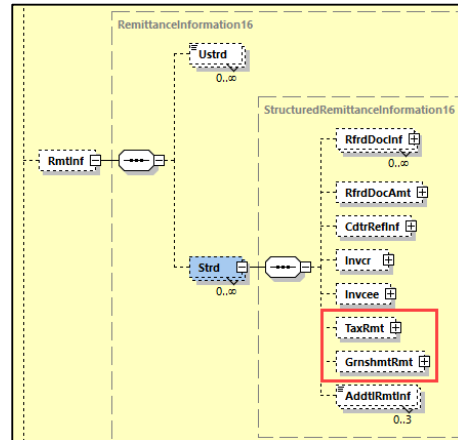 RemittanceInformation16
Ustrd
0..∞
StructuredRemittanceInformation16
RfrdDocInf
0..∞
RmtInf
RfrdDocAmt
CdtrRefInf
Invcr
Strd
0..∞
Invcee
TaxRmt
GrnshmtRmt
AddtlRmtInf
0..3